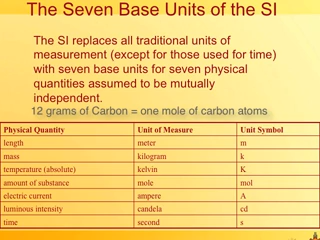 The Seven Base Units of the SI
The SI replaces all traditional units of
measurement (except for those used for time)
with seven base units for seven physical
quantities assumed to be mutually
independent.
12 grams of Carbon = one mole of carbon atoms
Physical Quantity Unit of Measure Unit Symbol
length meter m
mass kilogram k
temperature (absolute) kelvin K
amount of substance mole mol
electric current ampere A
luminous intensity candela cd
time second s